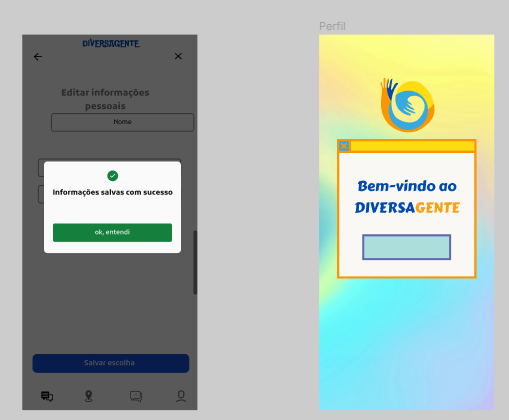 Perfil
DIVERSAGENTE
Editar informações
pessoais
Nome
Informações salvas com sucesso
ok, entendi
Salvar escolha
Bem-vindo ao
DIVERSAGENTE